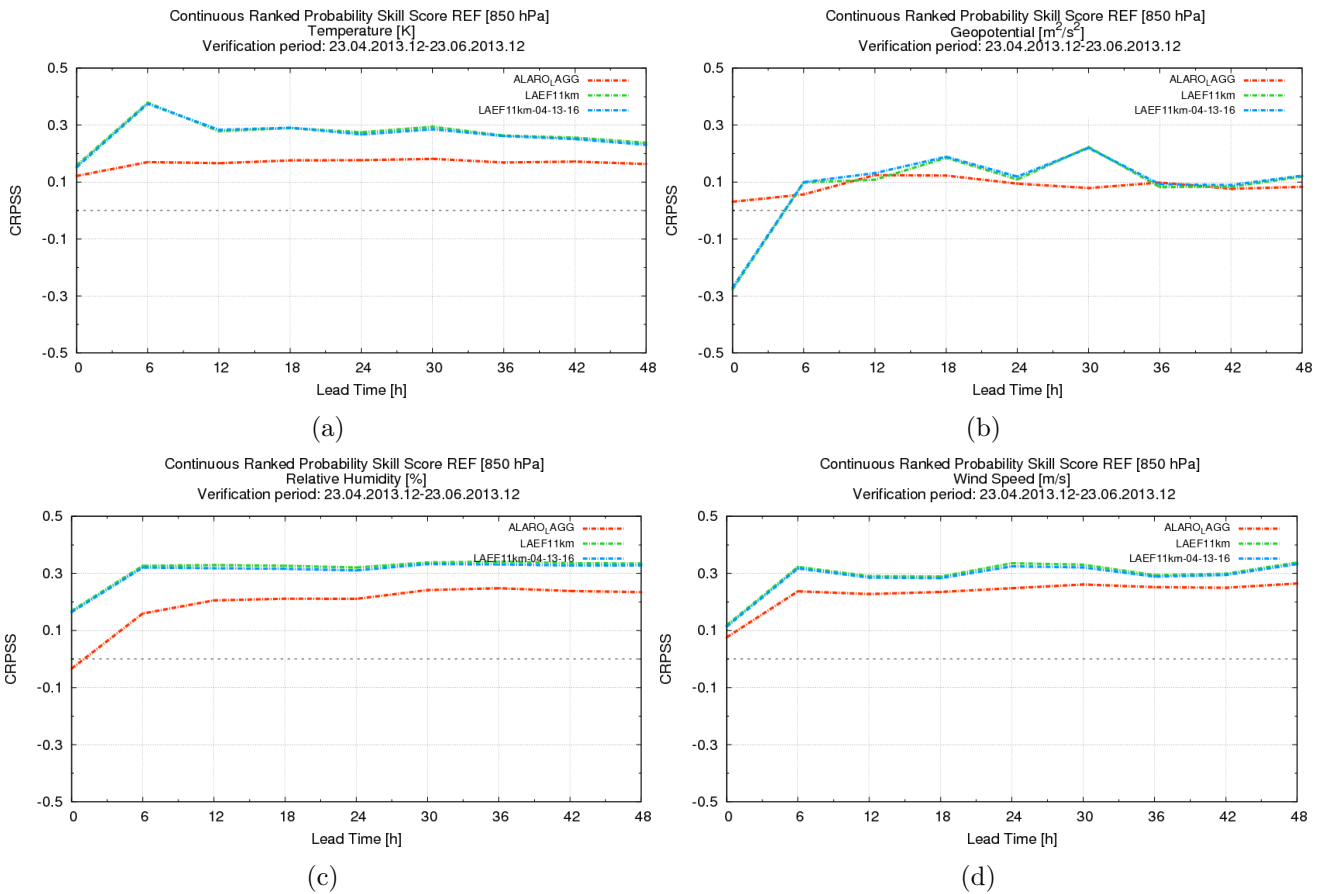 Continuous Ranked Probability Skill Score REF [850 hPa]
Temperature [K]
Verification period: 23.04.2013.12-23.06.2013.12
0.5
0.3
0.1
-0.1
-0.3
-0.5
CRPSS
ALARO_LAGG
LAEF11km
LAEF11km-04-13-16
0 6 12 18 24 30 36 42 48
Lead Time [h]
(a)
Continuous Ranked Probability Skill Score REF [850 hPa]
Geopotential [m²/s²]
Verification period: 23.04.2013.12-23.06.2013.12
0.5
0.3
0.1
-0.1
-0.3
-0.5
CRPSS
ALARO_LAGG
LAEF11km
LAEF11km-04-13-16
0 6 12 18 24 30 36 42 48
Lead Time [h]
(b)
Continuous Ranked Probability Skill Score REF [850 hPa]
Relative Humidity [%]
Verification period: 23.04.2013.12-23.06.2013.12
0.5
0.3
0.1
-0.1
-0.3
-0.5
CRPSS
ALARO_LAGG
LAEF11km
LAEF11km-04-13-16
0 6 12 18 24 30 36 42 48
Lead Time [h]
(c)
Continuous Ranked Probability Skill Score REF [850 hPa]
Wind Speed [m/s]
Verification period: 23.04.2013.12-23.06.2013.12
0.5
0.3
0.1
-0.1
-0.3
-0.5
CRPSS
ALARO_LAGG
LAEF11km
LAEF11km-04-13-16
0 6 12 18 24 30 36 42 48
Lead Time [h]
(d)